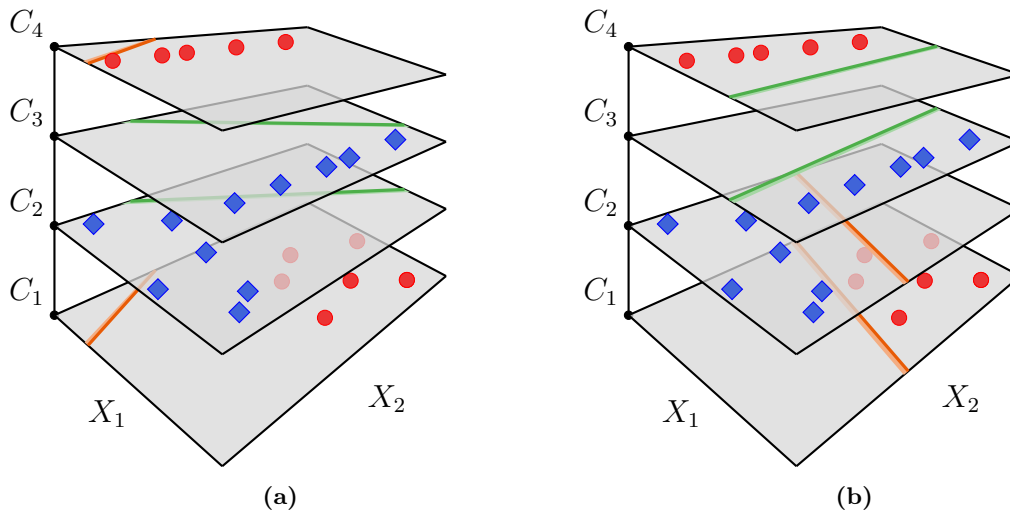 C₄ C₄
C₃ C₃
C₂ C₂
C₁ C₁
X₁ X₂ X₁ X₂
(a) (b)